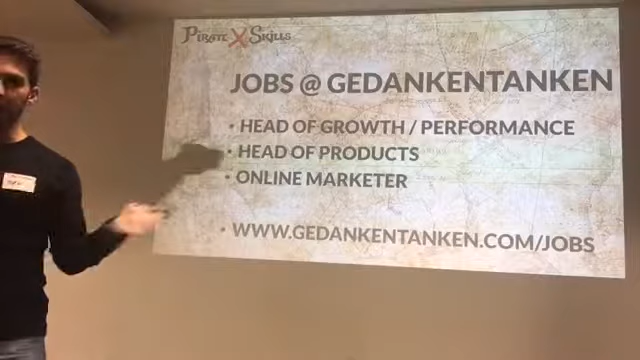 PIRATE X SKILLS
JOBS @ GEDANKENTANKEN
• HEAD OF GROWTH / PERFORMANCE
• HEAD OF PRODUCTS
• ONLINE MARKETER
• WWW.GEDANKENTANKEN.COM/JOBS